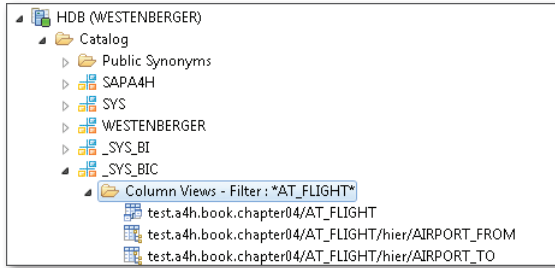 HDB (WESTENBERGER)
Catalog
Public Synonyms
SAPA4H
SYS
WESTENBERGER
_SYS_BI
_SYS_BIC
Column Views - Filter : *AT_FLIGHT*
test.a4h.book.chapter04/AT_FLIGHT
test.a4h.book.chapter04/AT_FLIGHT/hier/AIRPORT_FROM
test.a4h.book.chapter04/AT_FLIGHT/hier/AIRPORT_TO